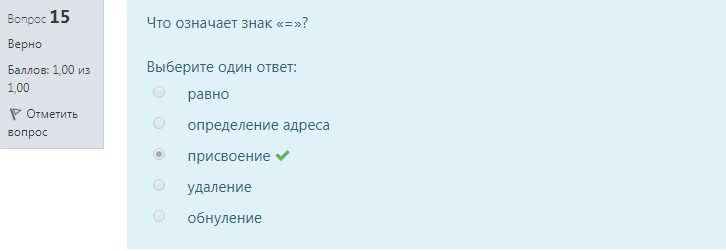 Вопрос 15
Верно
Баллов: 1,00 из
1,00
Отметить
вопрос
Что означает знак «=»?
Выберите один ответ:
равно
определение адреса
присвоение
удаление
обнуление